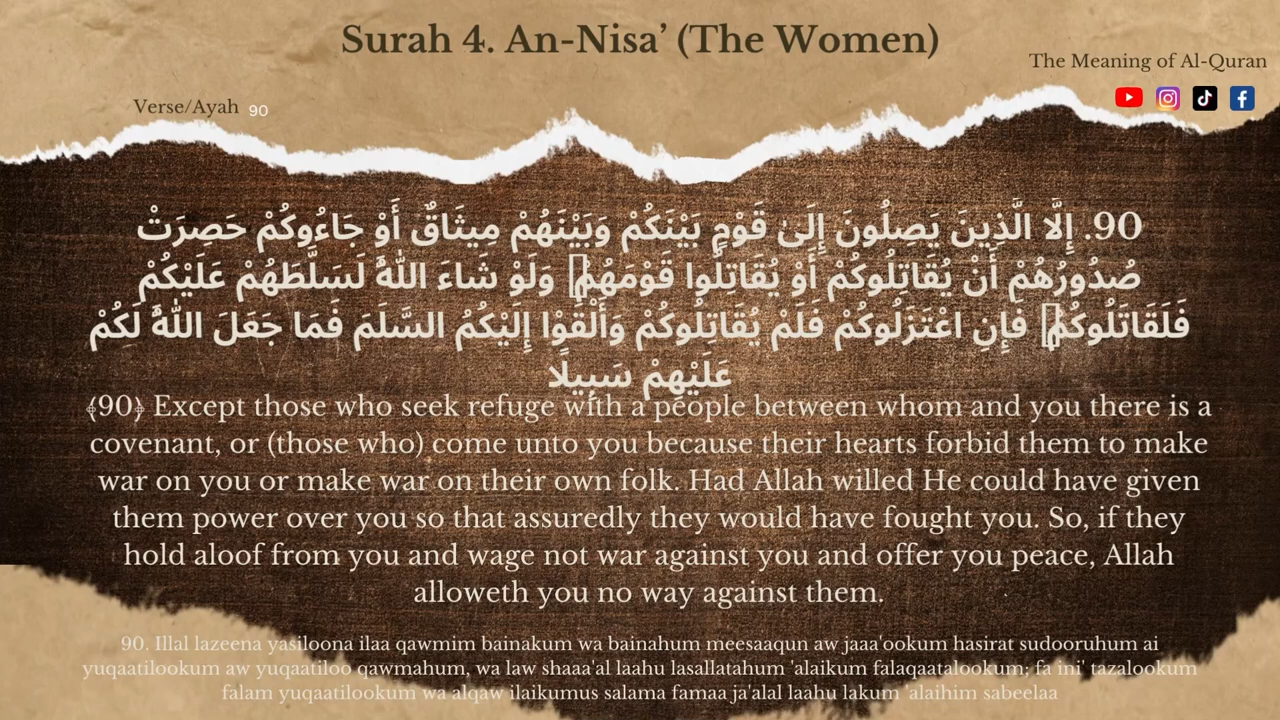 Surah 4. An-Nisa’ (The Women)
The Meaning of Al-Quran
Verse/Ayah 90
90. إِلَّا الَّذِينَ يَصِلُونَ إِلَىٰ قَوْمٍ بَيْنَكُمْ وَبَيْنَهُمْ مِيثَاقٌ أَوْ جَاءُوكُمْ حَصِرَتْ
صُدُورُهُمْ أَنْ يُقَاتِلُوكُمْ أَوْ يُقَاتِلُوا قَوْمَهُمْ وَلَوْ شَاءَ اللَّهُ لَسَلَّطَهُمْ عَلَيْكُمْ
فَلَقَاتَلُوكُمْ فَإِنِ اعْتَزَلُوكُمْ فَلَمْ يُقَاتِلُوكُمْ وَأَلْقَوْا إِلَيْكُمُ السَّلَمَ فَمَا جَعَلَ اللَّهُ لَكُمْ
عَلَيْهِمْ سَبِيلًا
﴾90﴿ Except those who seek refuge with a people between whom and you there is a
covenant, or (those who) come unto you because their hearts forbid them to make
war on you or make war on their own folk. Had Allah willed He could have given
them power over you so that assuredly they would have fought you. So, if they
hold aloof from you and wage not war against you and offer you peace, Allah
alloweth you no way against them.
90. Illal lazeena yasiloona ilaa qawmim bainakum wa bainahum meesaaqun aw jaaa'ookum hasirat sudooruhum ai
yuqaatilookum aw yuqaatiloo qawmahum, wa law shaaa'al laahu lasallatahum 'alaikum falaqaatalookum; fa ini' tazalookum
falam yuqaatilookum wa alqaw ilaikumus salama famaa ja'alal laahu lakum 'alaihim sabeelaa